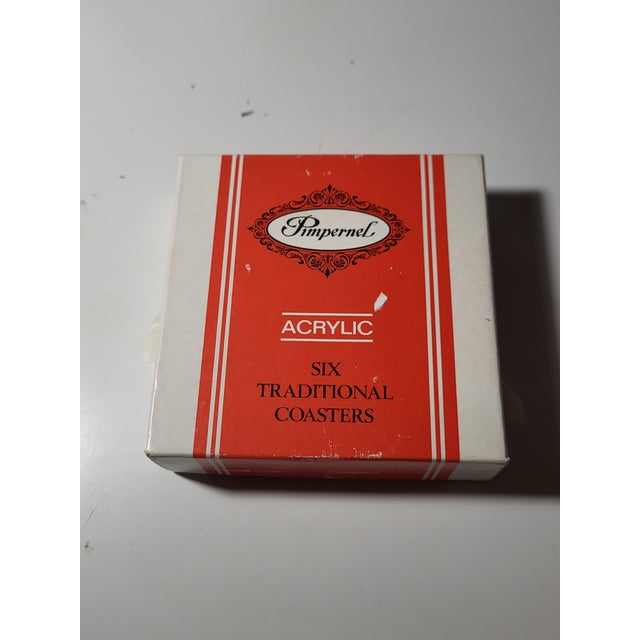 Pimpernel
ACRYLIC
SIX
TRADITIONAL
COASTERS